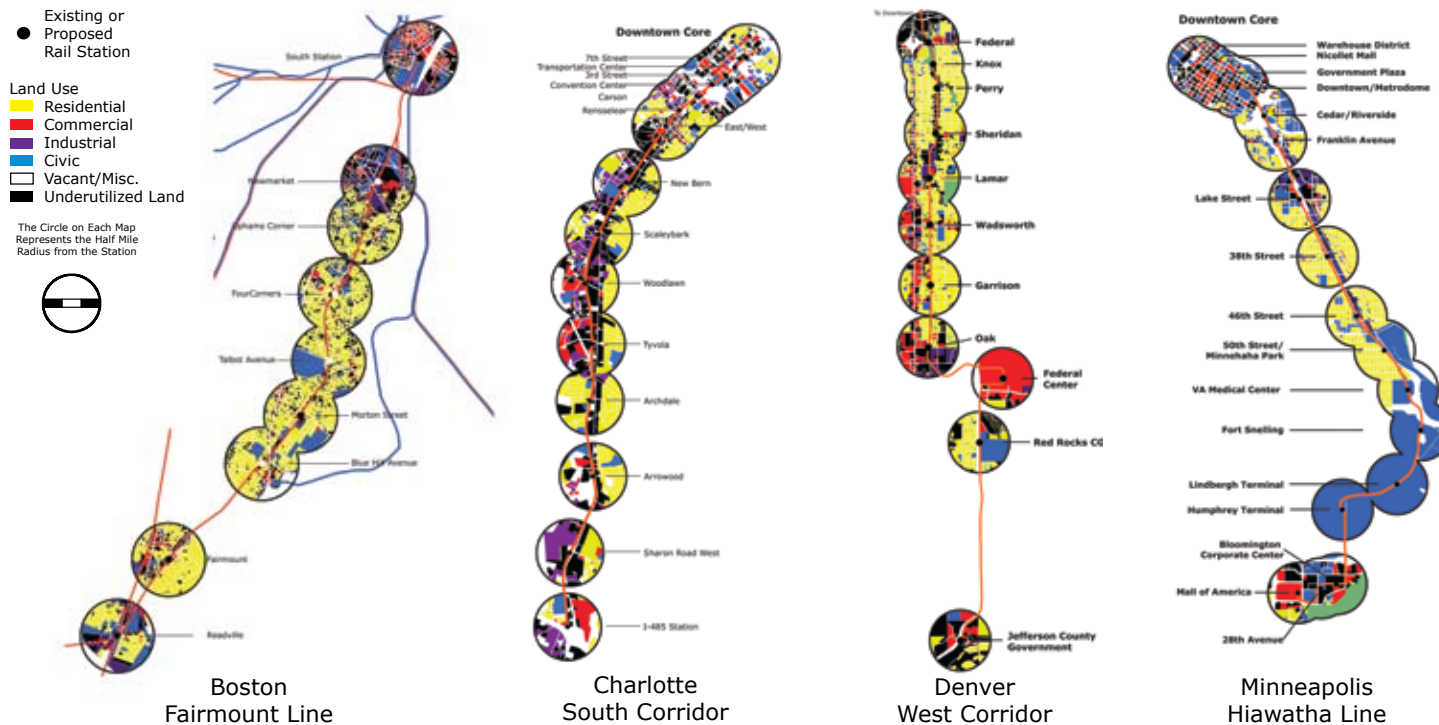 Existing or
Proposed
Rail Station
Land Use
Residential
Commercial
Industrial
Civic
Vacant/Misc.
Underutilized Land
The Circle on Each Map
Represents the Half Mile
Radius from the Station
South Station
Newmarket
Uphams Corner
FourCorners
Talbot Avenue
Morton Street
Blue Hill Avenue
Fairmount
Readville
Boston
Fairmount Line
Downtown Core
7th Street
Transportation Center
3rd Street
Convention Center
Carson
Rensselear
East/West
New Bern
Scaleybark
Woodlawn
Tyvola
Archdale
Arrowood
Sharon Road West
I-485 Station
Charlotte
South Corridor
To Downtown
Federal
Knox
Perry
Sheridan
Lamar
Wadsworth
Garrison
Oak
Federal
Center
Red Rocks CC
Jefferson County
Government
Denver
West Corridor
Downtown Core
Warehouse District
Nicollet Mall
Government Plaza
Downtown/Metrodome
Cedar/Riverside
Franklin Avenue
Lake Street
38th Street
46th Street
50th Street/
Minnehaha Park
VA Medical Center
Fort Snelling
Lindbergh Terminal
Humphrey Terminal
Bloomington
Corporate Center
Mall of America
28th Avenue
Minneapolis
Hiawatha Line